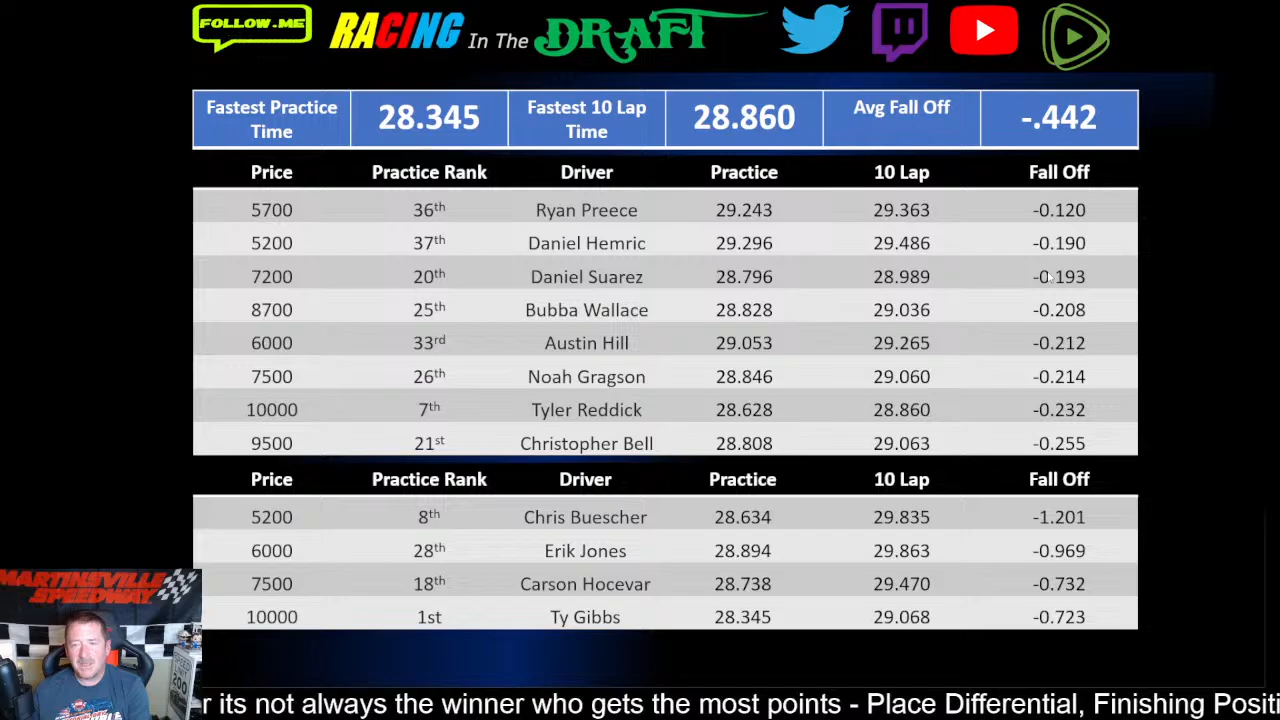 FOLLOW.ME RACING In The DRAFT
Fastest Practice Time 28.345 Fastest 10 Lap Time 28.860 Avg Fall Off -.442
Price Practice Rank Driver Practice 10 Lap Fall Off
5700 36th Ryan Preece 29.243 29.363 -0.120
5200 37th Daniel Hemric 29.296 29.486 -0.190
7200 20th Daniel Suarez 28.796 28.989 -0.193
8700 25th Bubba Wallace 28.828 29.036 -0.208
6000 33rd Austin Hill 29.053 29.265 -0.212
7500 26th Noah Gragson 28.846 29.060 -0.214
10000 7th Tyler Reddick 28.628 28.860 -0.232
9500 21st Christopher Bell 28.808 29.063 -0.255
Price Practice Rank Driver Practice 10 Lap Fall Off
5200 8th Chris Buescher 28.634 29.835 -1.201
6000 28th Erik Jones 28.894 29.863 -0.969
7500 18th Carson Hocevar 28.738 29.470 -0.732
10000 1st Ty Gibbs 28.345 29.068 -0.723
MARTINSVILLE
SPEEDWAY
200
r its not always the winner who gets the most points - Place Differential, Finishing Positi